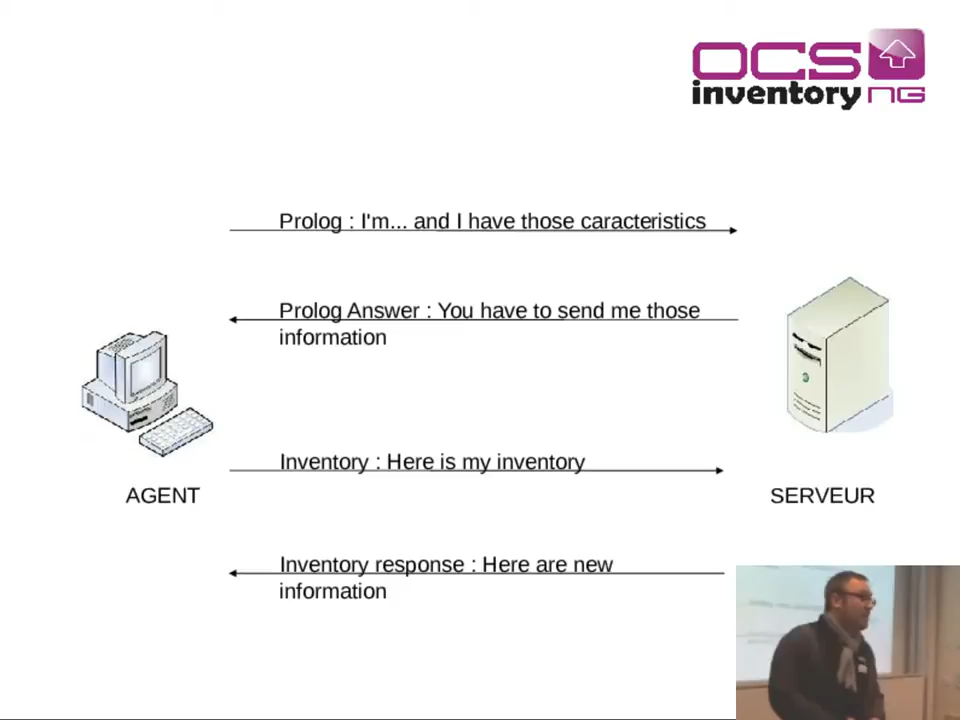 OCS
inventory NG
Prolog : I'm... and I have those caracteristics
Prolog Answer : You have to send me those
information
Inventory : Here is my inventory
AGENT
SERVEUR
Inventory response : Here are new
information